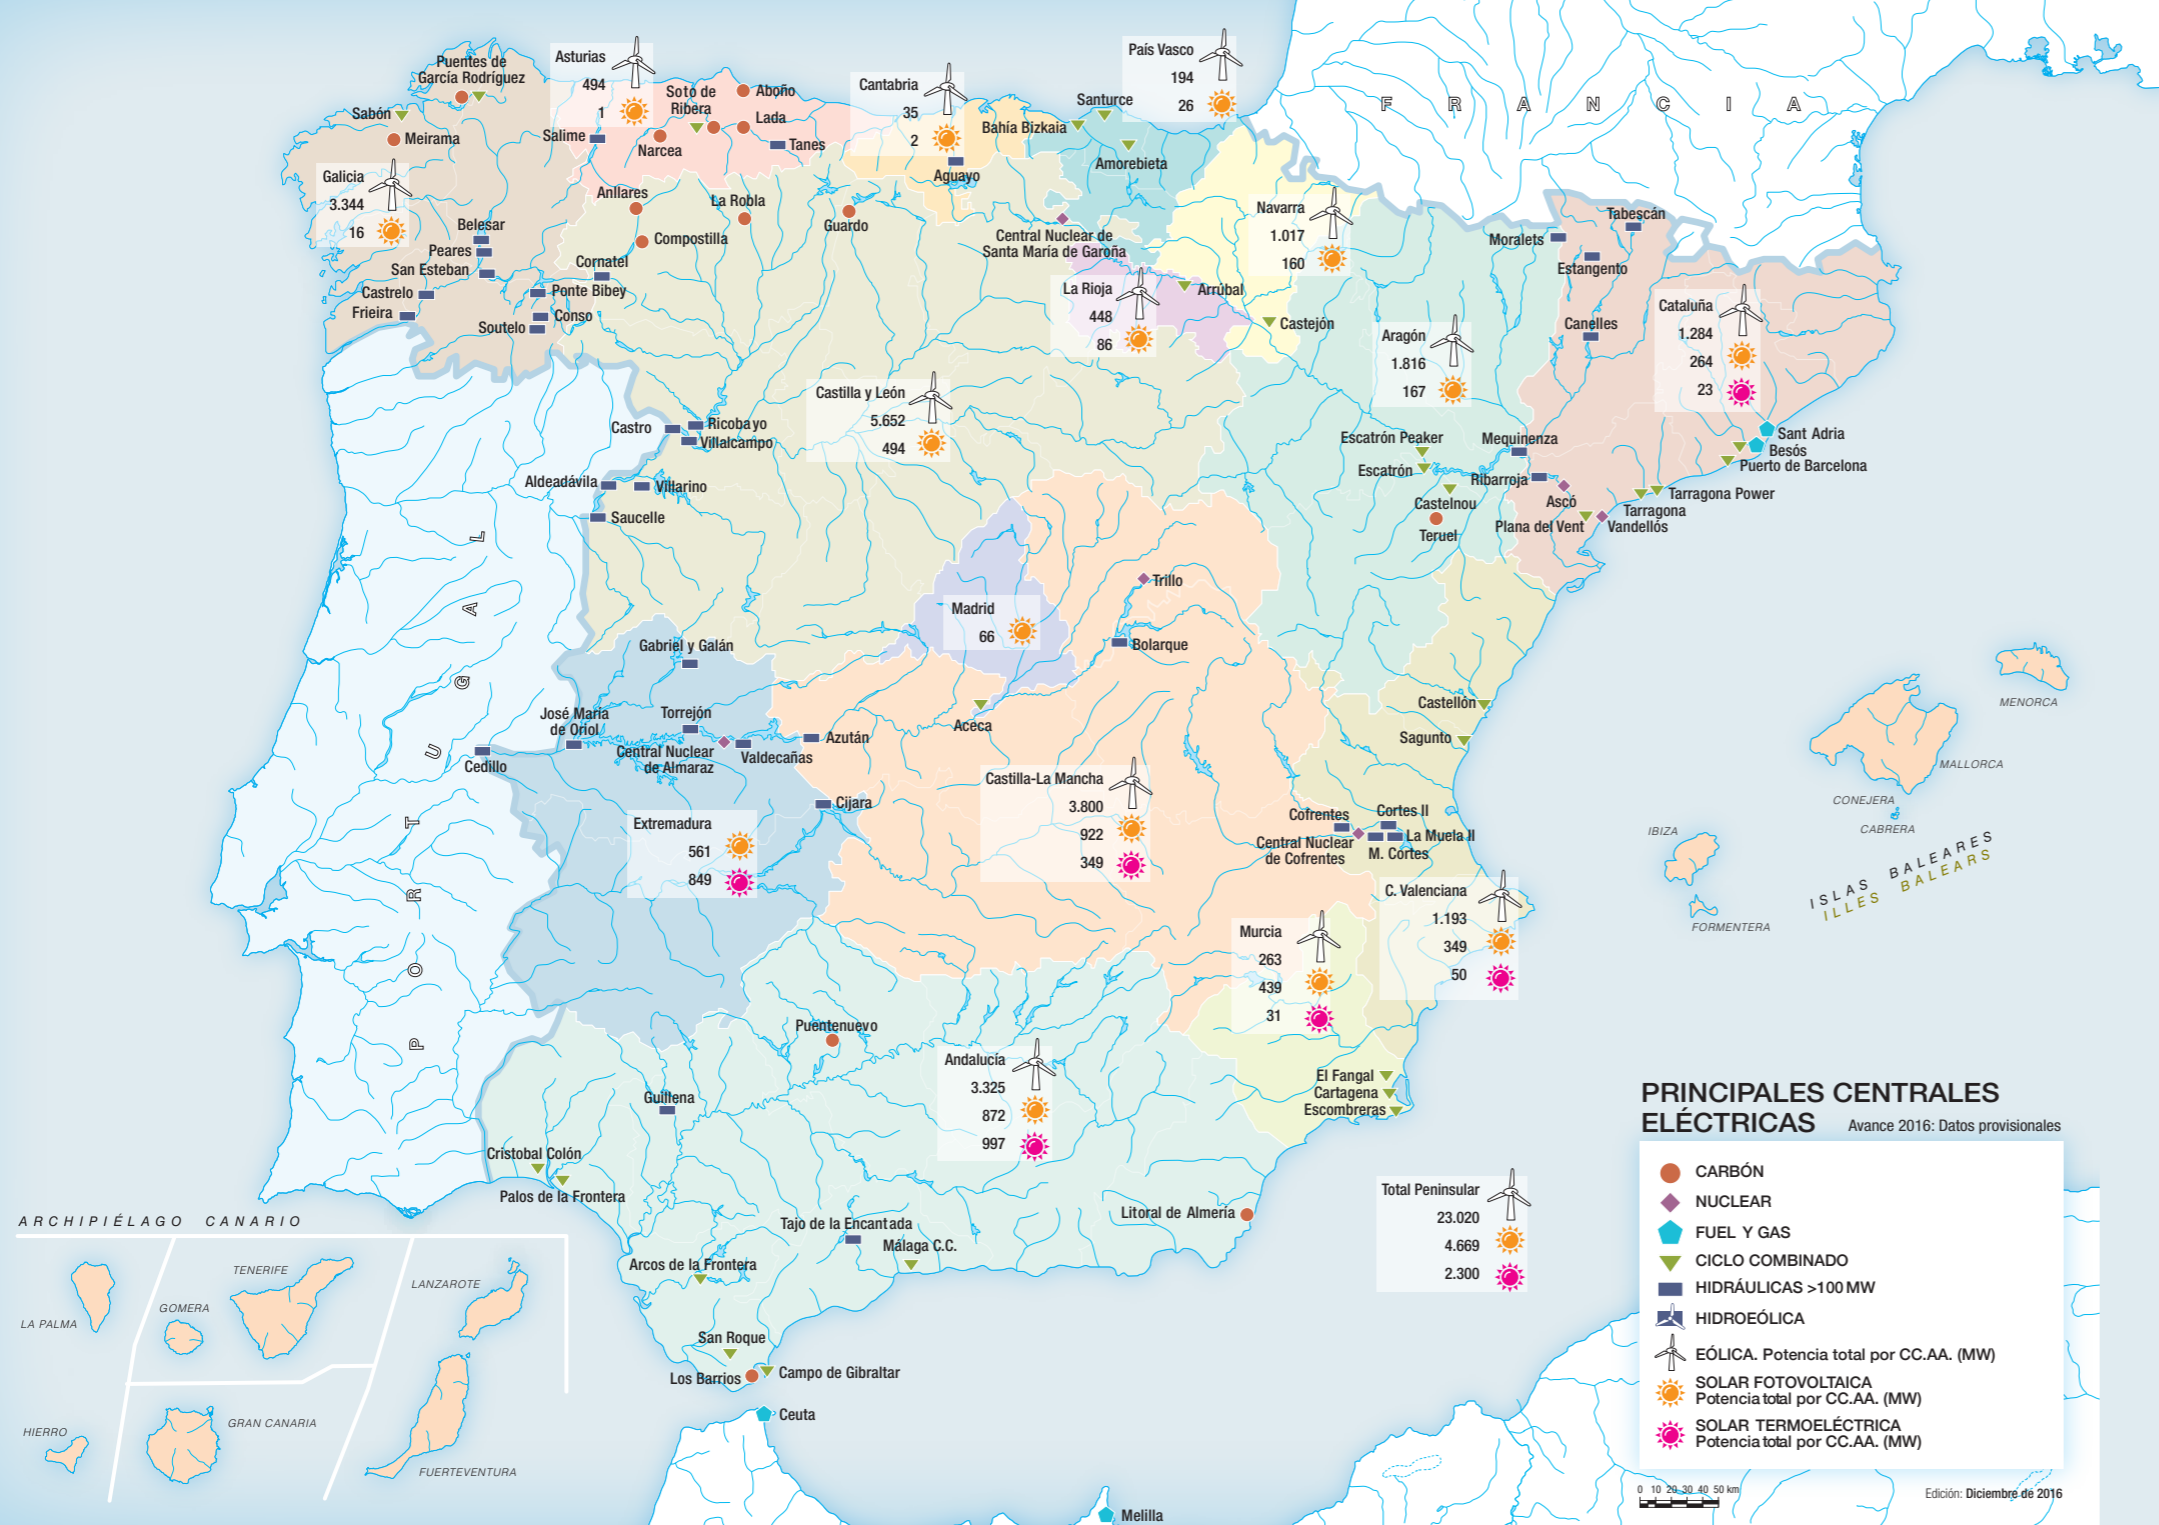 Puentes de
García Rodríguez
Sabón
Meirama
Asturias
494
1
Soto de
Ribera
Aboño
Lada
Salime
Narcea
Tanes
Cantabria
35
2
Aguayo
País Vasco
194
26
Santurce
Bahía Bizkaia
Amorebieta
F R A N C I A
Galicia
3.344
16
Anllares
La Robla
Guardo
Compostilla
Belesar
Peares
San Esteban
Cornatel
Castrelo
Ponte Bibey
Frieira
Conso
Soutelo
Central Nuclear de
Santa María de Garoña
Navarra
1.017
160
La Rioja
448
86
Arrúbal
Castejón
Tabescán
Moralets
Estangento
Canelles
Cataluña
1.284
264
23
Aragón
1.816
167
Castilla y León
5.652
494
Castro
Ricobayo
Villalcampo
Aldeadávila
Villarino
Saucelle
Escatrón Peaker
Escatrón
Mequinenza
Ribarroja
Castelnou
Teruel
Ascó
Plana del Vent
Vandellós
Tarragona
Tarragona Power
Sant Adria
Besós
Puerto de Barcelona
Trillo
Madrid
66
Bolarque
Gabriel y Galán
José María
de Oriol
Torrejón
Central Nuclear
de Almaraz
Valdecañas
Azután
Cedillo
Aceca
Castellón
Sagunto
P O R T U G A L
Cijara
Extremadura
561
849
Castilla-La Mancha
3.800
922
349
Cofrentes
Cortes II
Central Nuclear
de Cofrentes
La Muela II
M. Cortes
C. Valenciana
1.193
349
50
Murcia
263
439
31
MENORCA
MALLORCA
CONEJERA
CABRERA
IBIZA
FORMENTERA
ISLAS BALEARES
ILLES BALEARS
Puentenuevo
Andalucía
3.325
872
997
Guillena
El Fangal
Cartagena
Escombreras
Cristobal Colón
Palos de la Frontera
Tajo de la Encantada
Málaga C.C.
Litoral de Almeria
Arcos de la Frontera
San Roque
Los Barrios
Campo de Gibraltar
Ceuta
Melilla
Total Peninsular
23.020
4.669
2.300
ARCHIPIÉLAGO CANARIO
LA PALMA
GOMERA
TENERIFE
LANZAROTE
HIERRO
GRAN CANARIA
FUERTEVENTURA
PRINCIPALES CENTRALES
ELÉCTRICAS Avance 2016: Datos provisionales
CARBÓN
NUCLEAR
FUEL Y GAS
CICLO COMBINADO
HIDRÁULICAS >100 MW
HIDROEÓLICA
EÓLICA. Potencia total por CC.AA. (MW)
SOLAR FOTOVOLTAICA
Potencia total por CC.AA. (MW)
SOLAR TERMOELÉCTRICA
Potencia total por CC.AA. (MW)
0 10 20 30 40 50 km
Edición: Diciembre de 2016